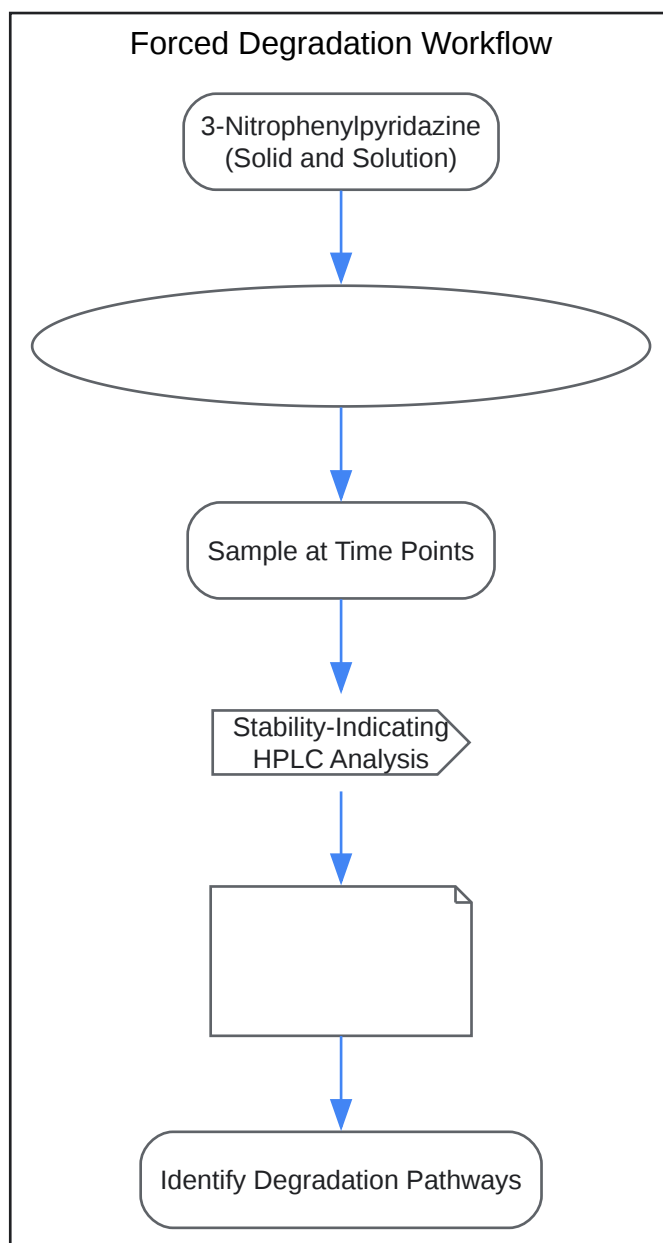 Forced Degradation Workflow
3-Nitrophenylpyridazine
(Solid and Solution)
Sample at Time Points
Stability-Indicating
HPLC Analysis
Identify Degradation Pathways